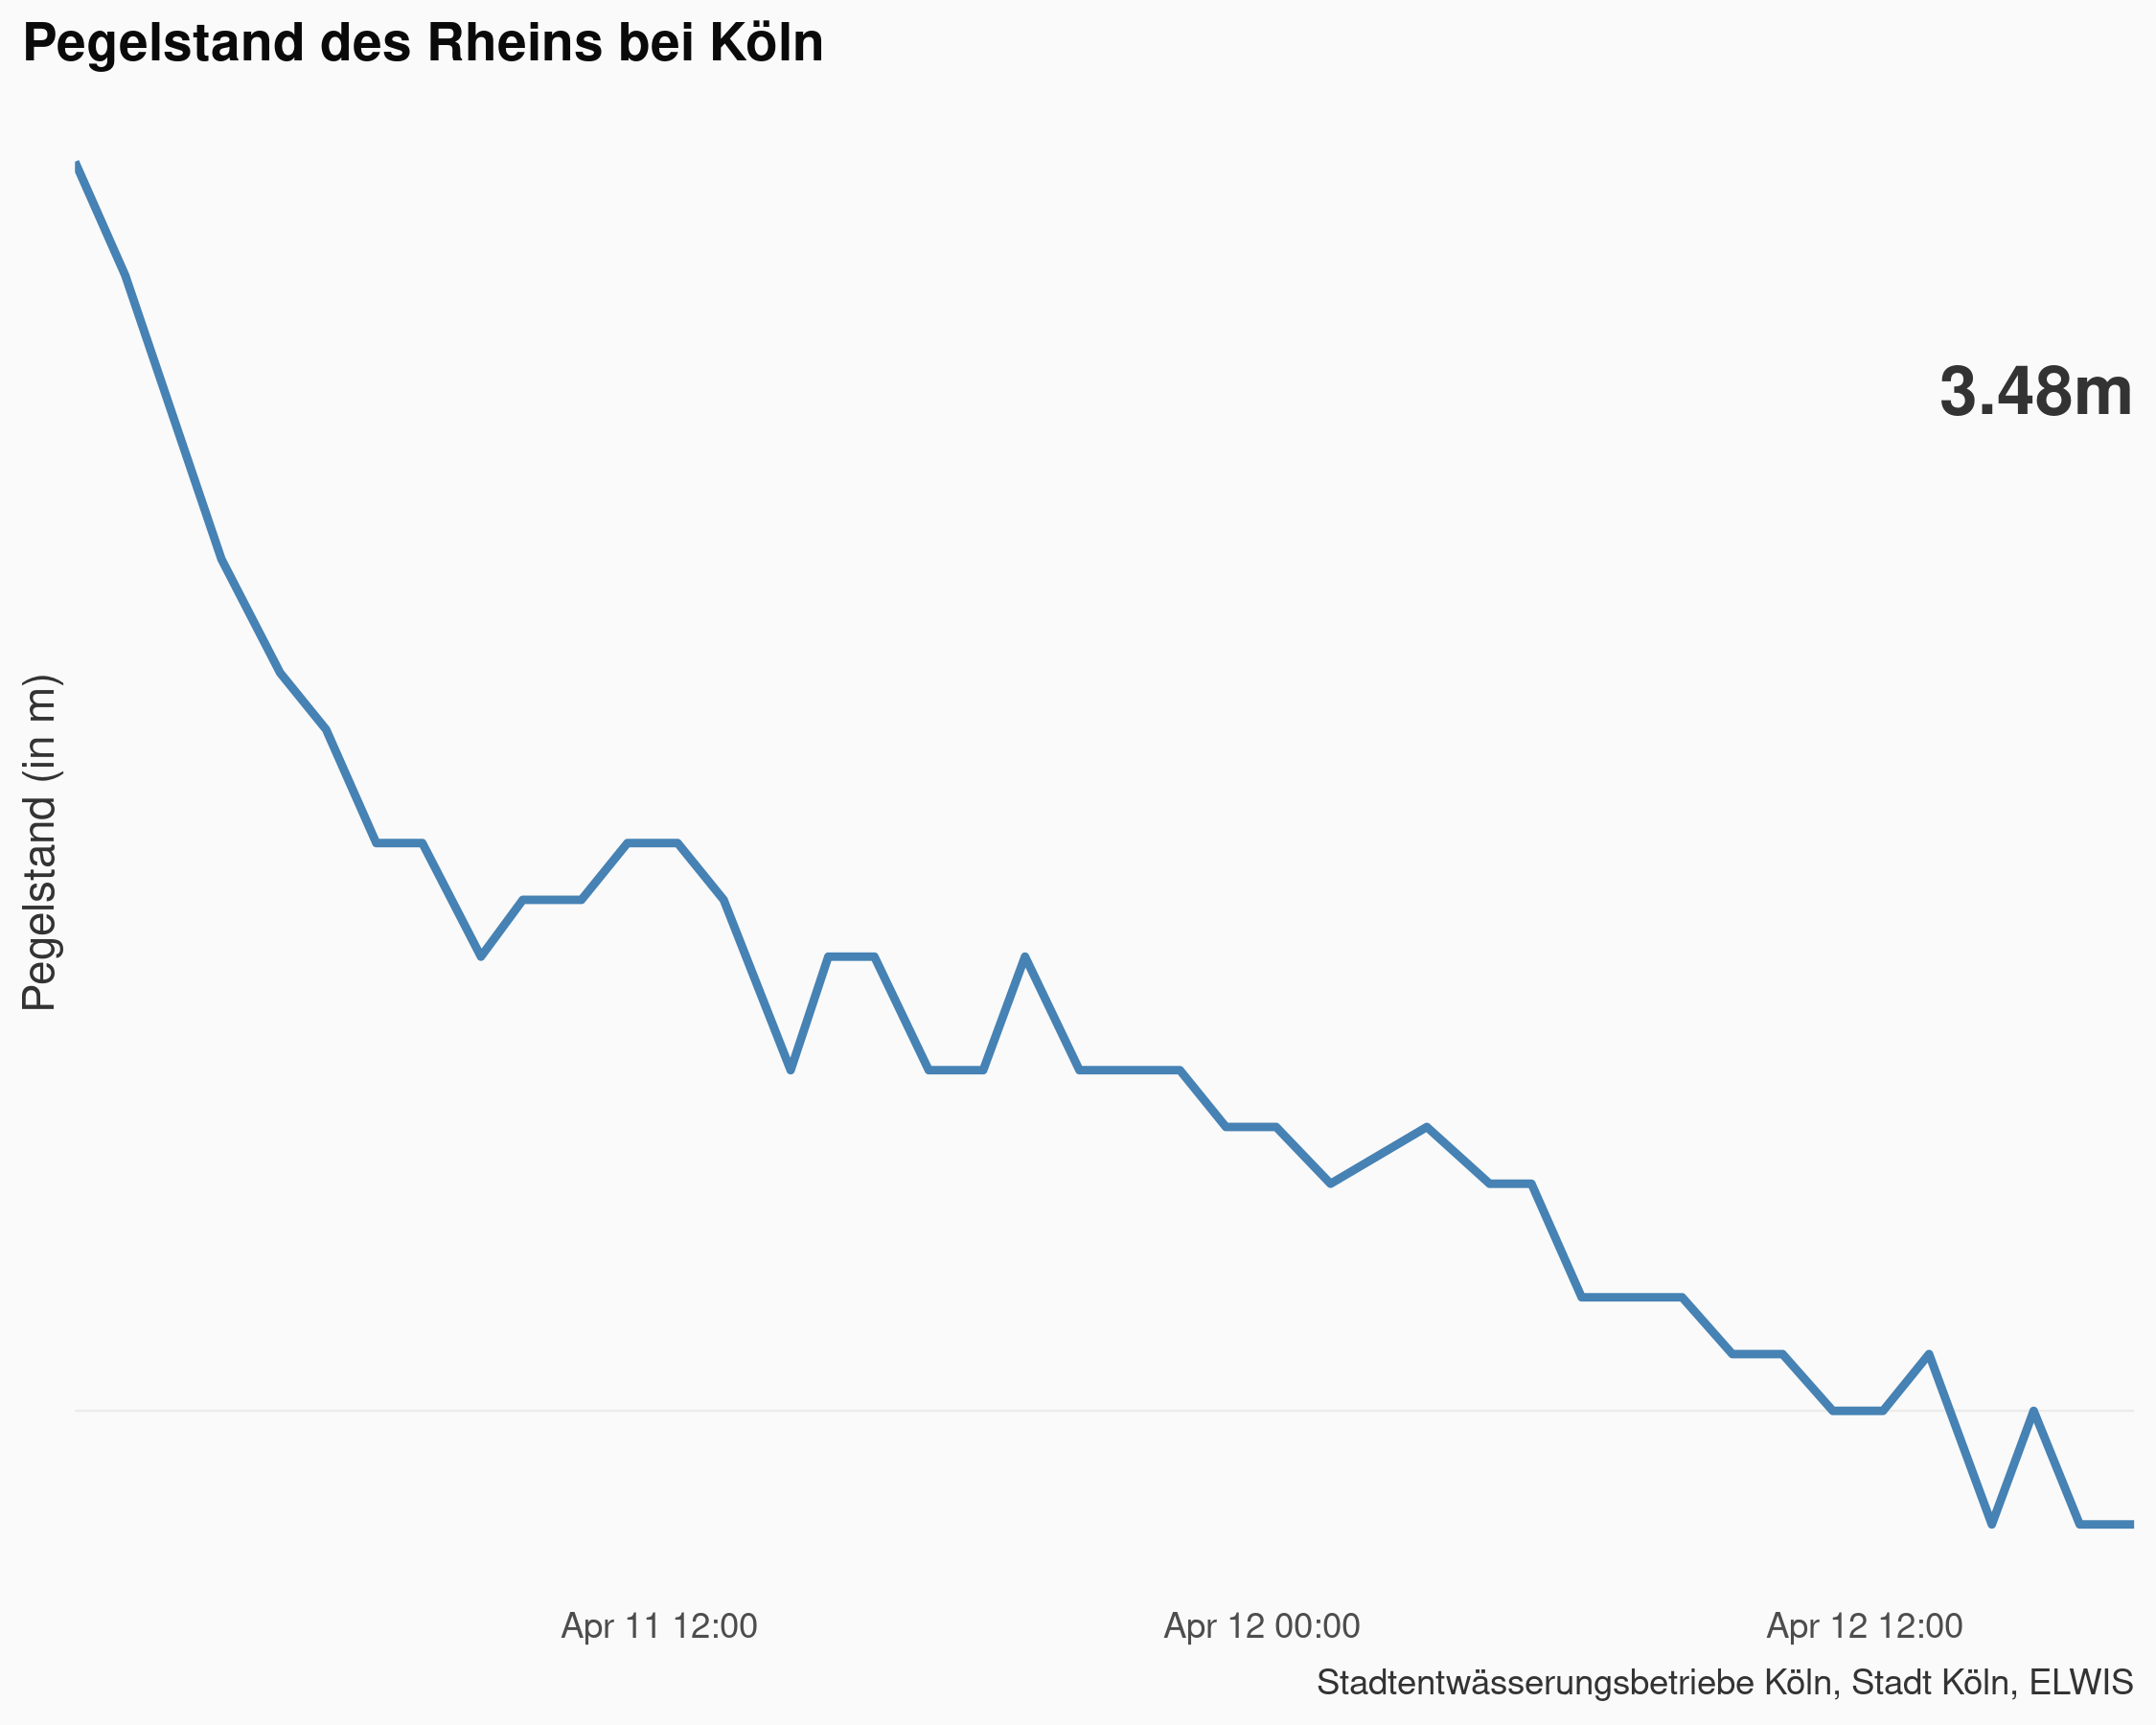 Pegelstand des Rheins bei Köln
3.48m
Pegelstand (in m)
Apr 11 12:00
Apr 12 00:00
Apr 12 12:00
Stadtentwässerungsbetriebe Köln, Stadt Köln, ELWIS